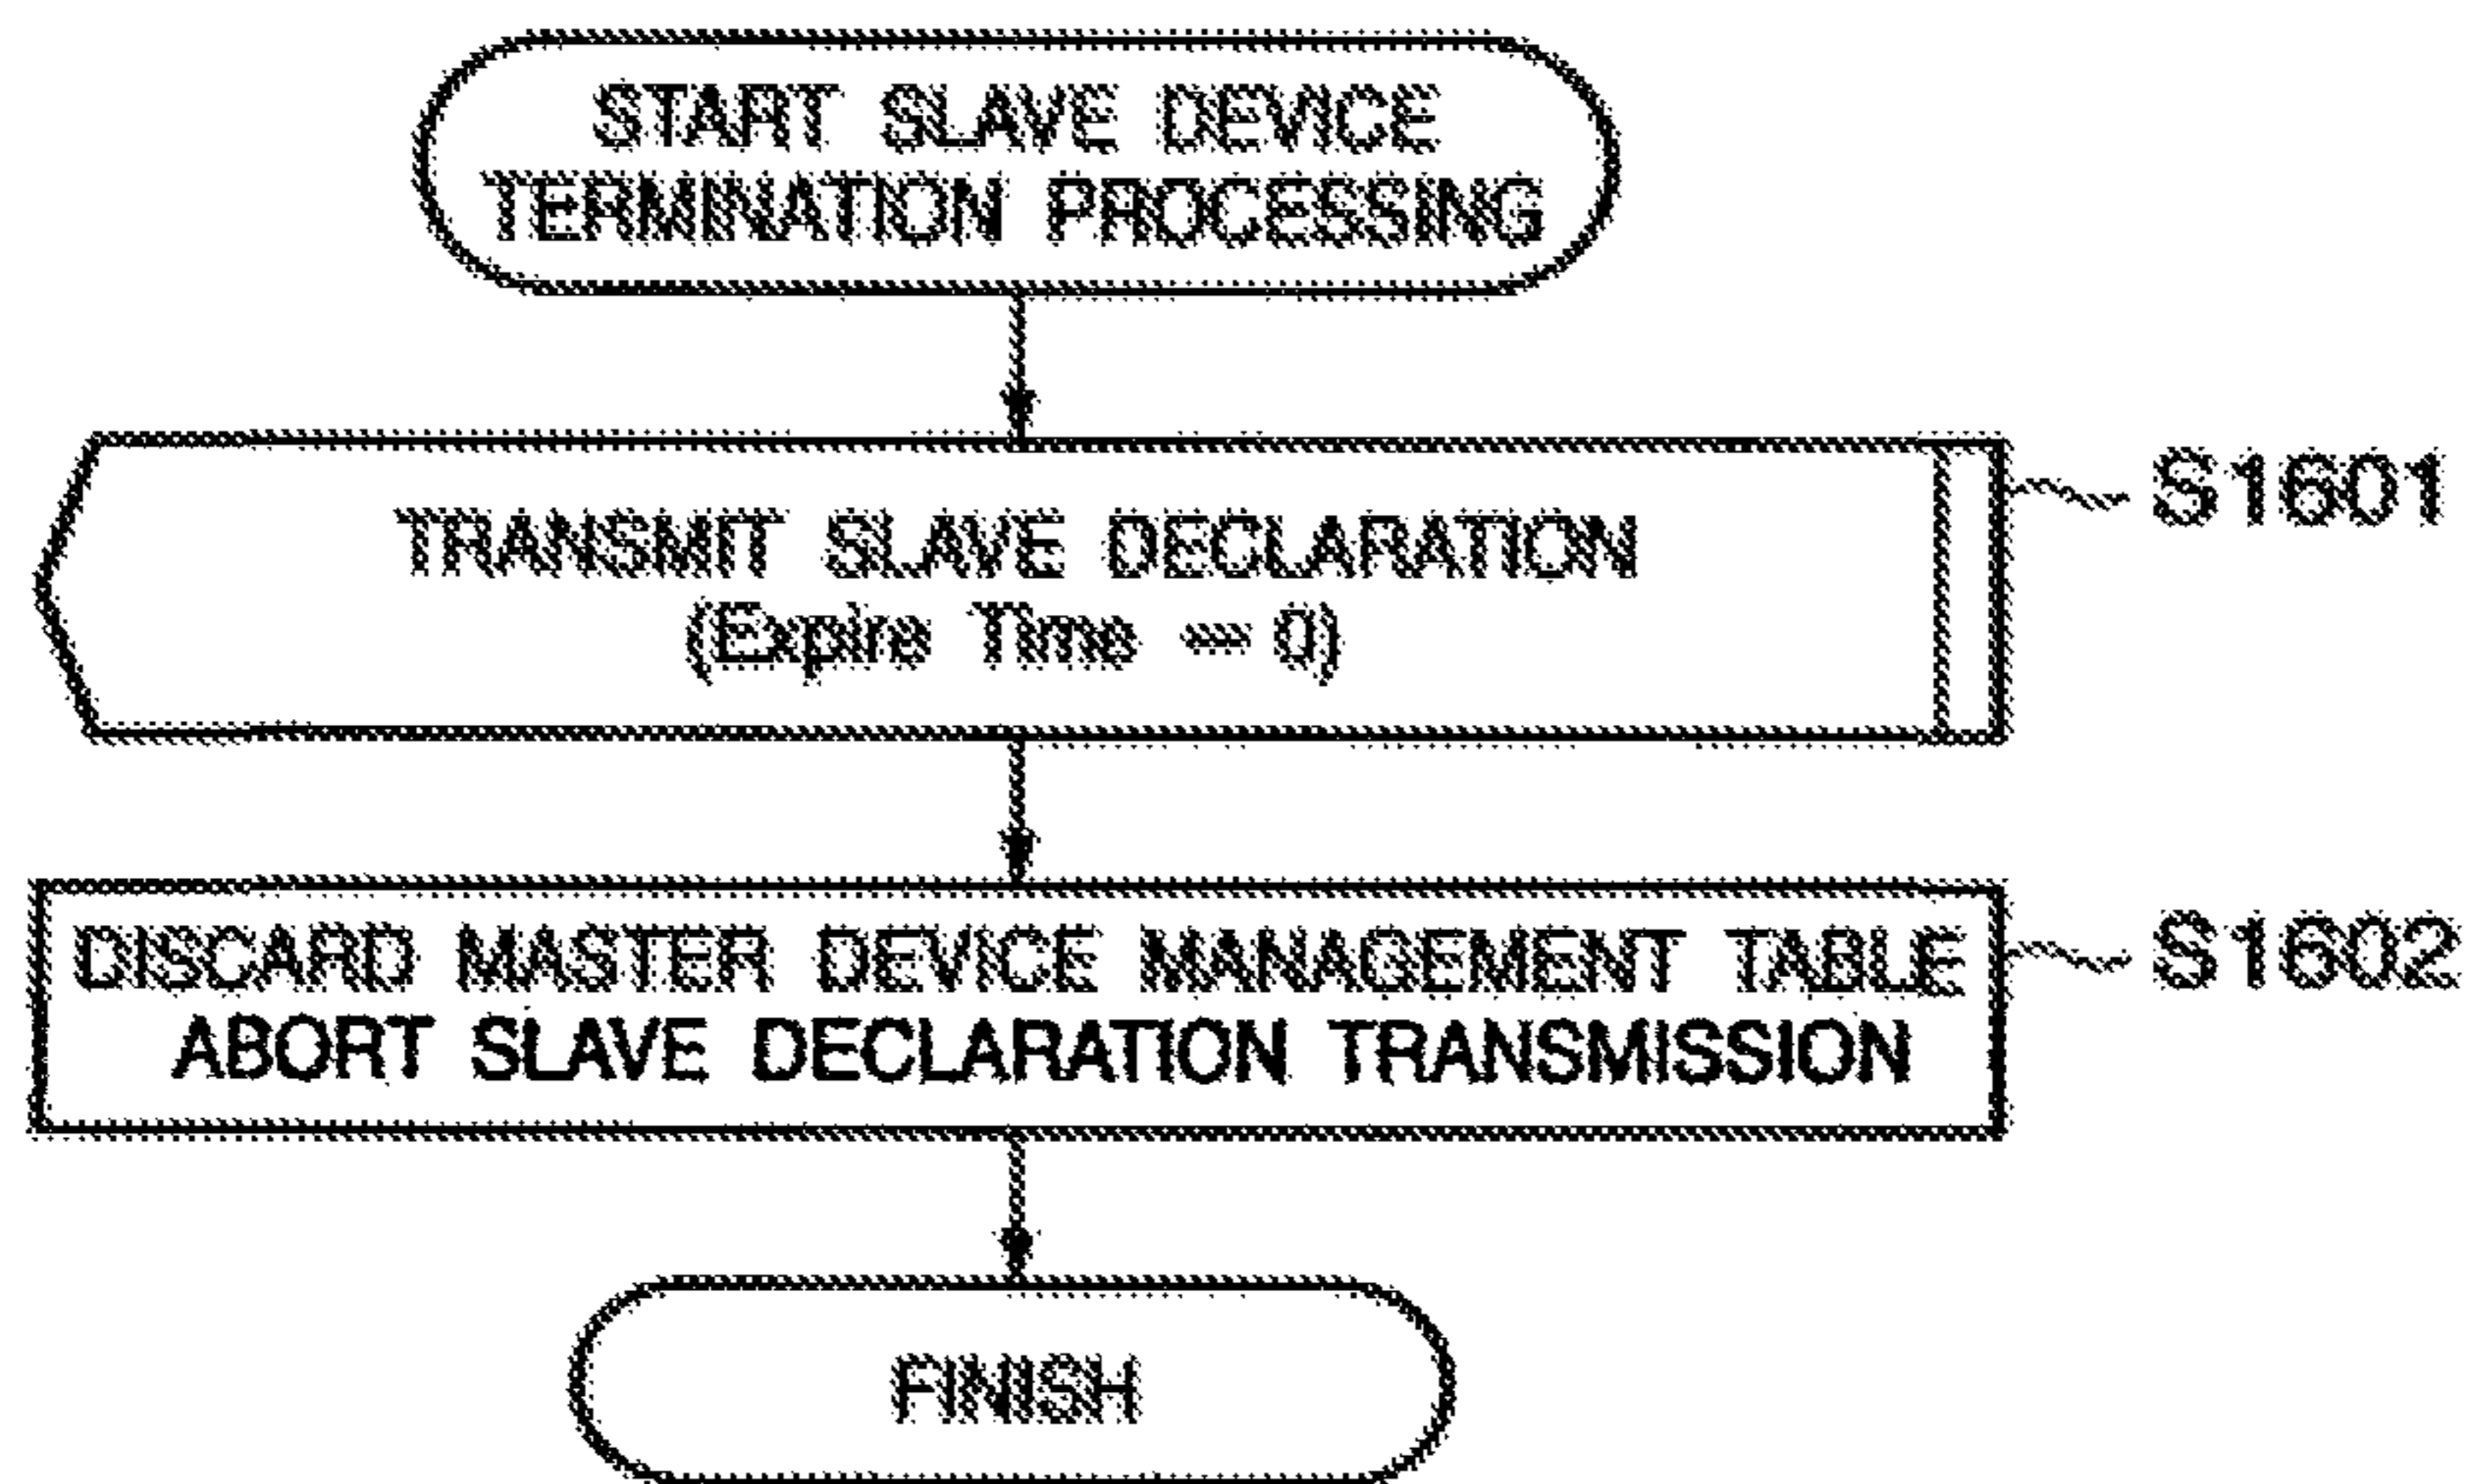 START SLAVE DEVICE
TERMINATION PROCESSING
TRANSMIT SLAVE DECLARATION
S1601
(Expire Time = 0)
DISCARD MASTER DEVICE MANAGEMENT TABLE
S1602
ABORT SLAVE DECLARATION TRANSMISSION
FINISH